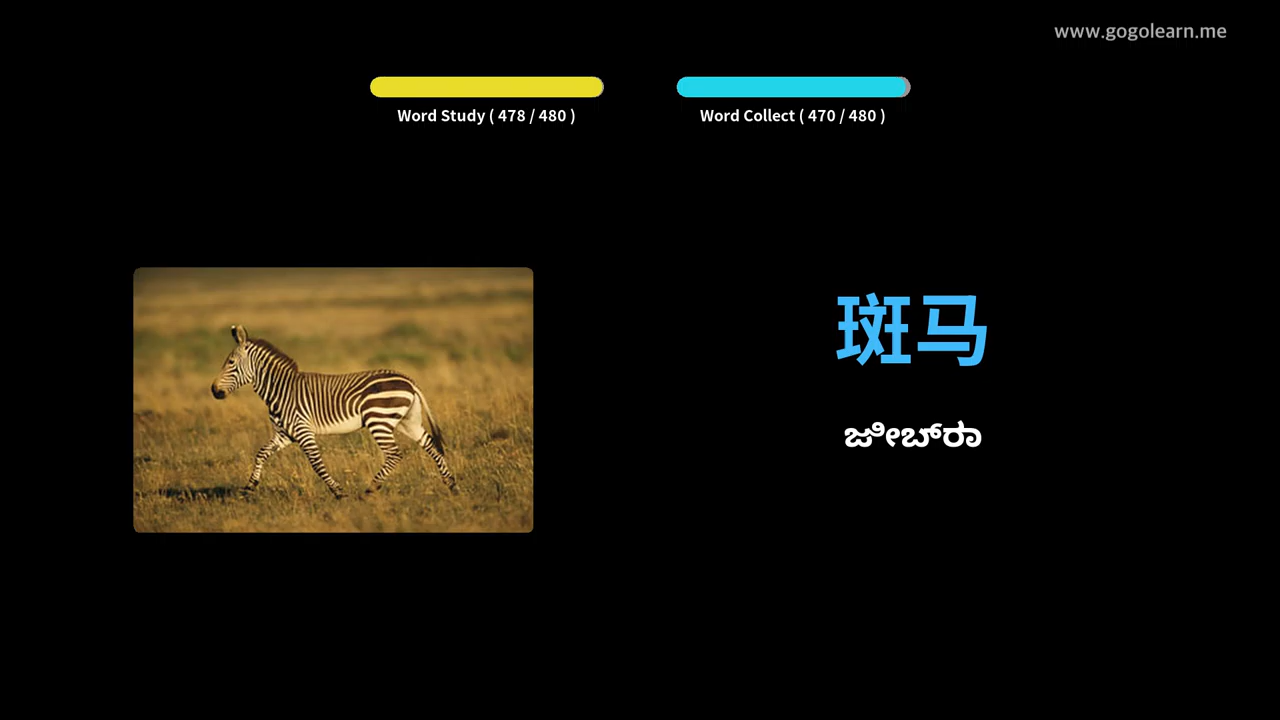 www.gogolearn.me
Word Study ( 478 / 480 )
Word Collect ( 470 / 480 )
斑马
ಜೀಬ್‌ರಾ